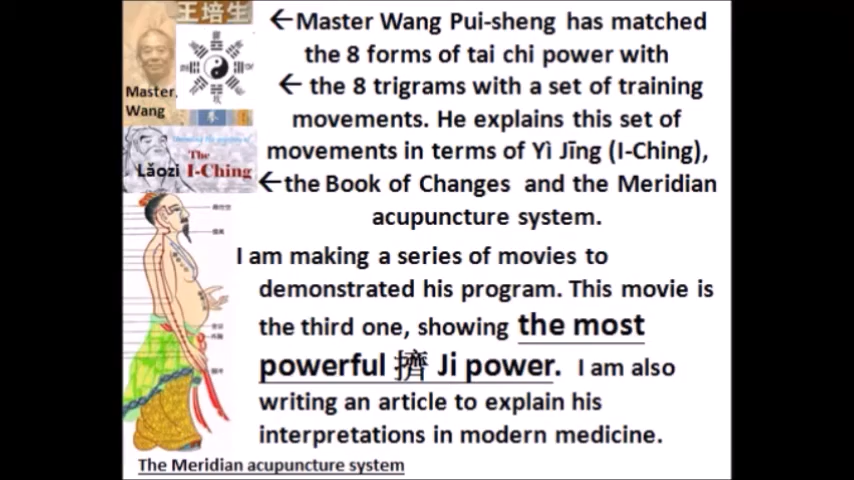 王培生
←Master Wang Pui-sheng has matched
the 8 forms of tai chi power with
← the 8 trigrams with a set of training
movements. He explains this set of
movements in terms of Yì Jīng (I-Ching),
←the Book of Changes and the Meridian
acupuncture system.
Master
Wang
拳
The
Lǎozi I-Ching
I am making a series of movies to
demonstrated his program. This movie is
the third one, showing the most
powerful 擠 Ji power. I am also
writing an article to explain his
interpretations in modern medicine.
The Meridian acupuncture system